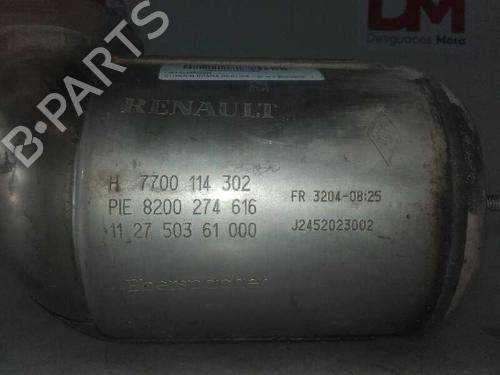 DM
Desguaces Mora
RENAULT
H 7700 114 302
PIE 8200 274 616
11 27 503 61 000
FR 3204-08:25
J2452023002
Eberspächer
B-PARTS